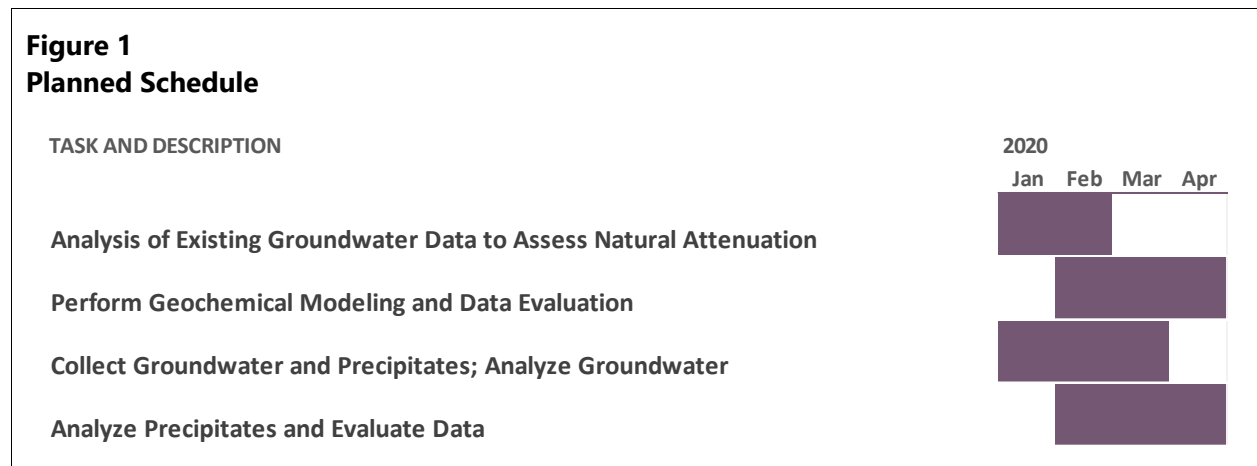 Figure 1
Planned Schedule
TASK AND DESCRIPTION
2020
Jan Feb Mar Apr
Analysis of Existing Groundwater Data to Assess Natural Attenuation
Perform Geochemical Modeling and Data Evaluation
Collect Groundwater and Precipitates; Analyze Groundwater
Analyze Precipitates and Evaluate Data